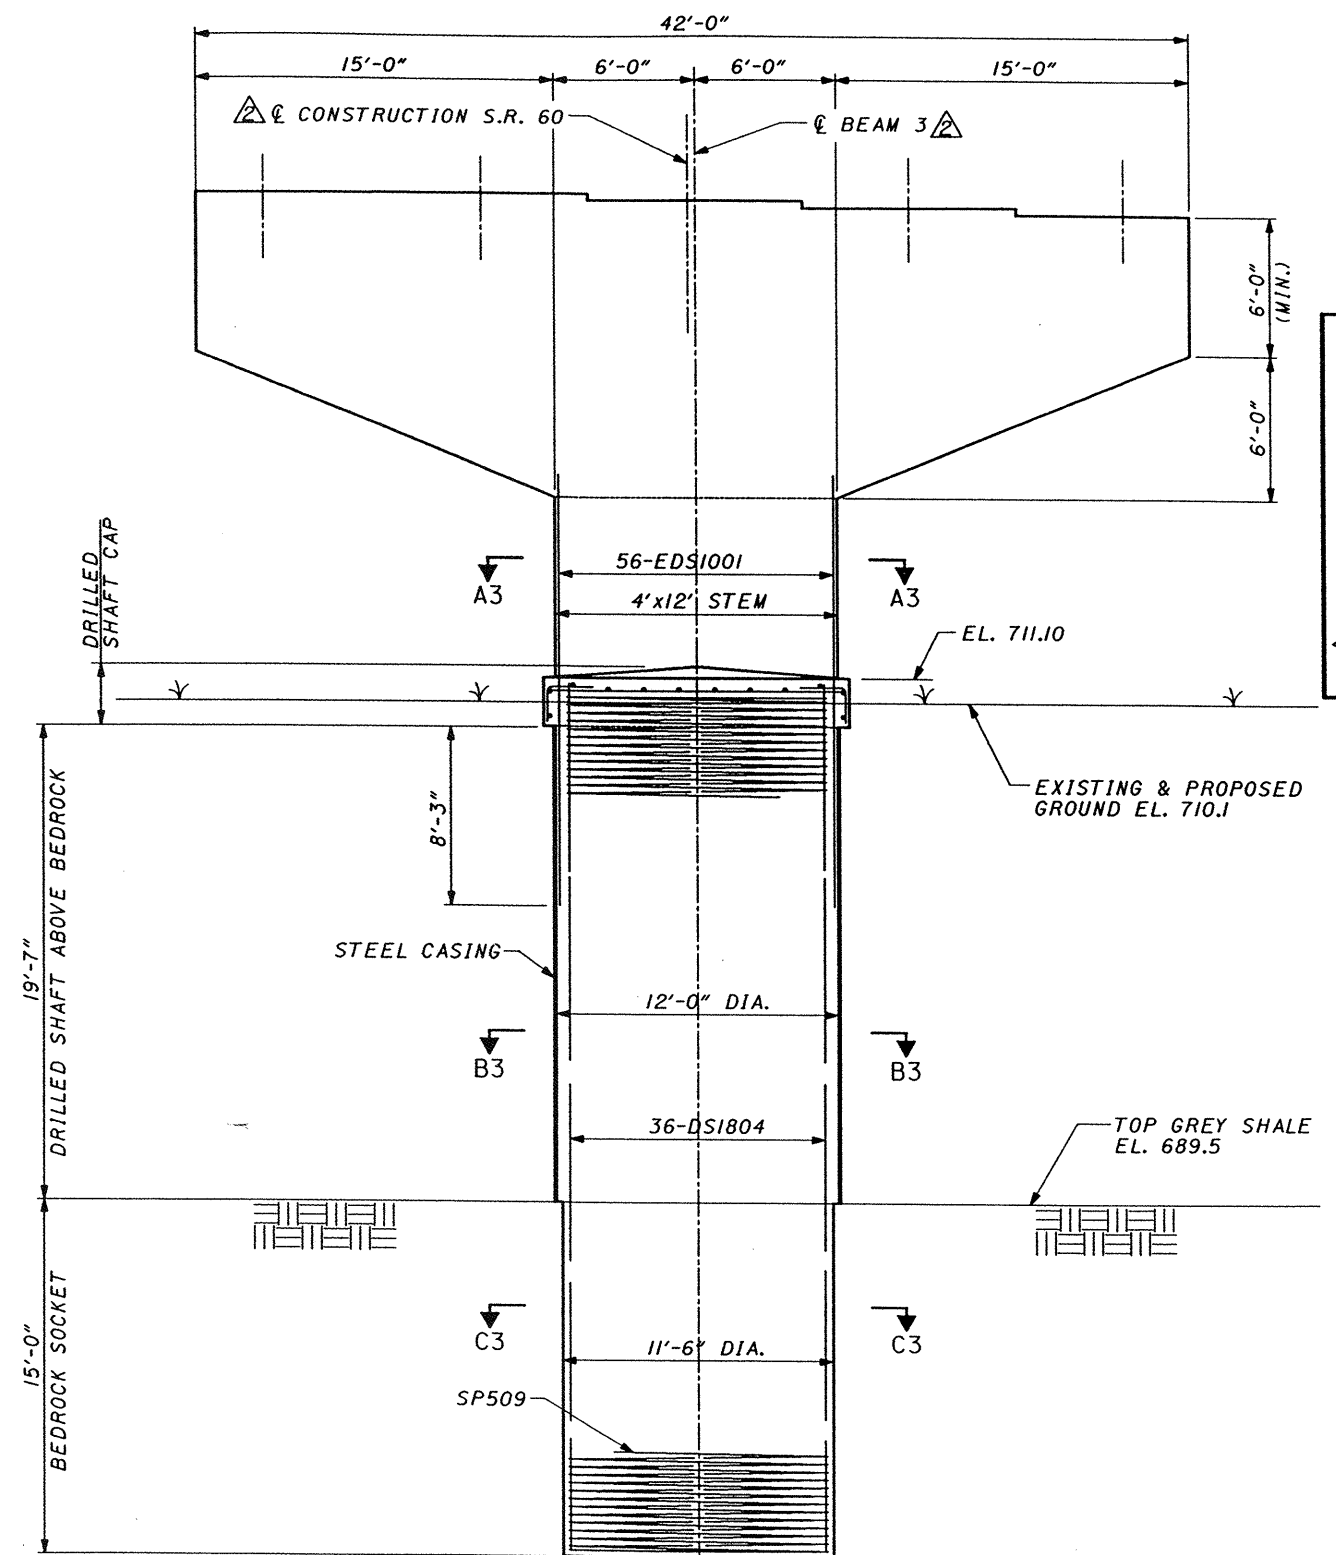 42'-0"
15'-0" 6'-0" 6'-0" 15'-0"
2 ℄ CONSTRUCTION S.R. 60
℄ BEAM 3 2
6'-0"
(MIN.)
6'-0"
DRILLED
SHAFT CAP
56-EDS1001
A3 A3
4'x12' STEM
EL. 711.10
EXISTING & PROPOSED
GROUND EL. 710.1
8'-3"
19'-7"
DRILLED SHAFT ABOVE BEDROCK
STEEL CASING
12'-0" DIA.
B3 B3
36-DS1804
TOP GREY SHALE
EL. 689.5
15'-0"
BEDROCK SOCKET
C3 C3
11'-6" DIA.
SP509